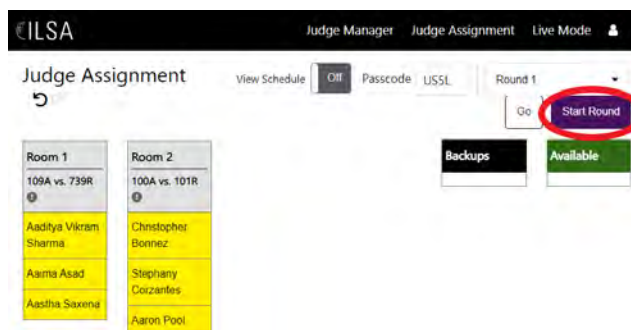 ILSA
Judge Manager Judge Assignment Live Mode
Judge Assignment
View Schedule Off Passcode US5L Round 1
Go Start Round
Room 1
109A vs. 739R
Aaditya Vikram
Sharma
Aarna Asad
Aastha Saxena
Room 2
100A vs. 101R
Christopher
Bonnez
Stephany
Corzantes
Aaron Pool
Backups
Available